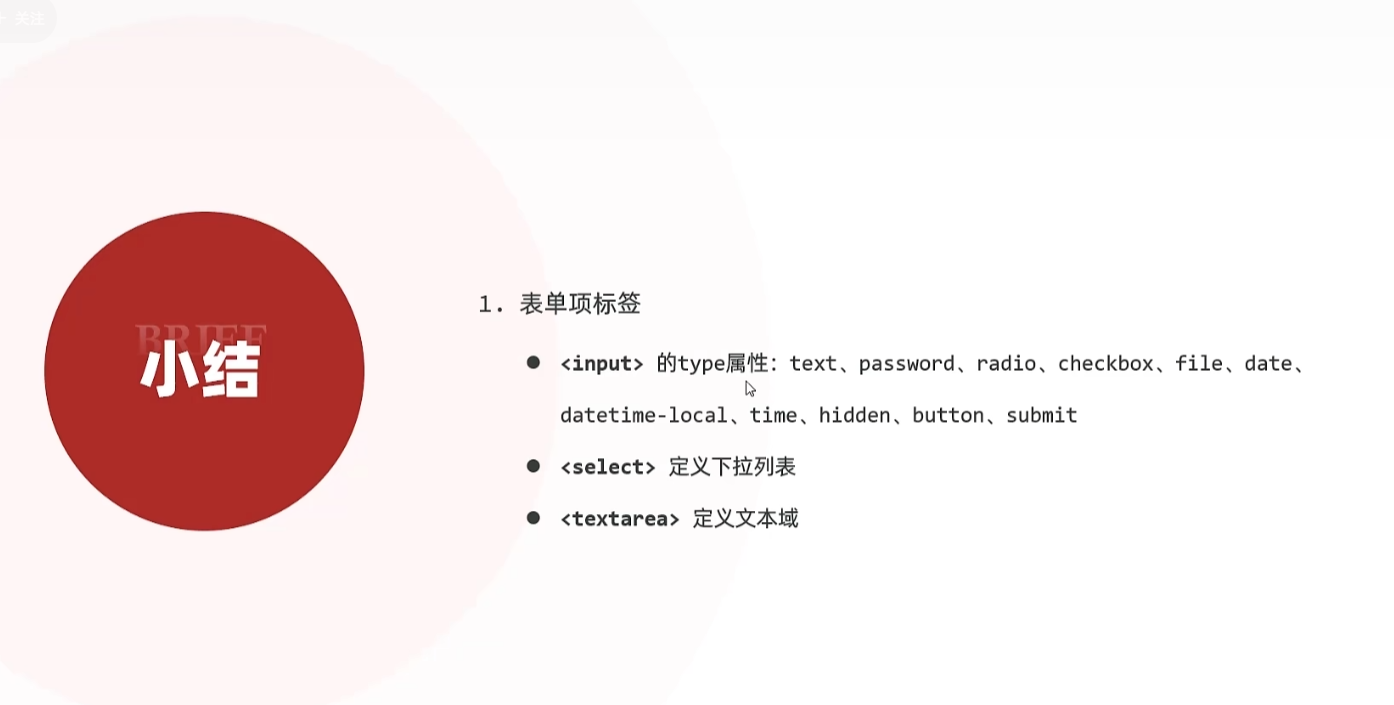 + 关注
BRIEF
小结
1. 表单项标签
● <input> 的type属性：text、password、radio、checkbox、file、date、
datetime-local、time、hidden、button、submit
● <select> 定义下拉列表
● <textarea> 定义文本域